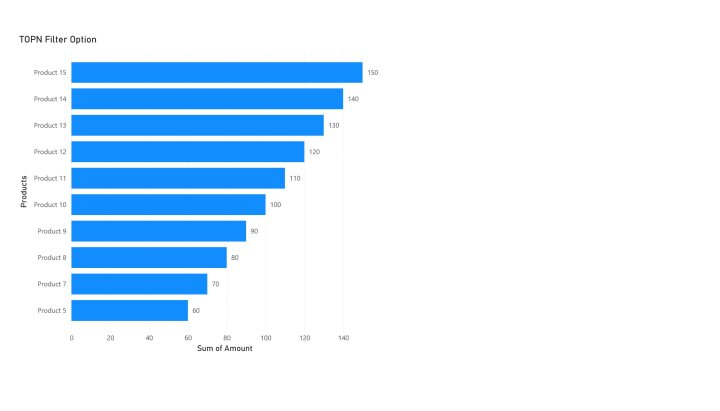 TOPN Filter Option
Products
Product 15 150
Product 14 140
Product 13 130
Product 12 120
Product 11 110
Product 10 100
Product 9 90
Product 8 80
Product 7 70
Product 5 60
0 20 40 60 80 100 120 140
Sum of Amount